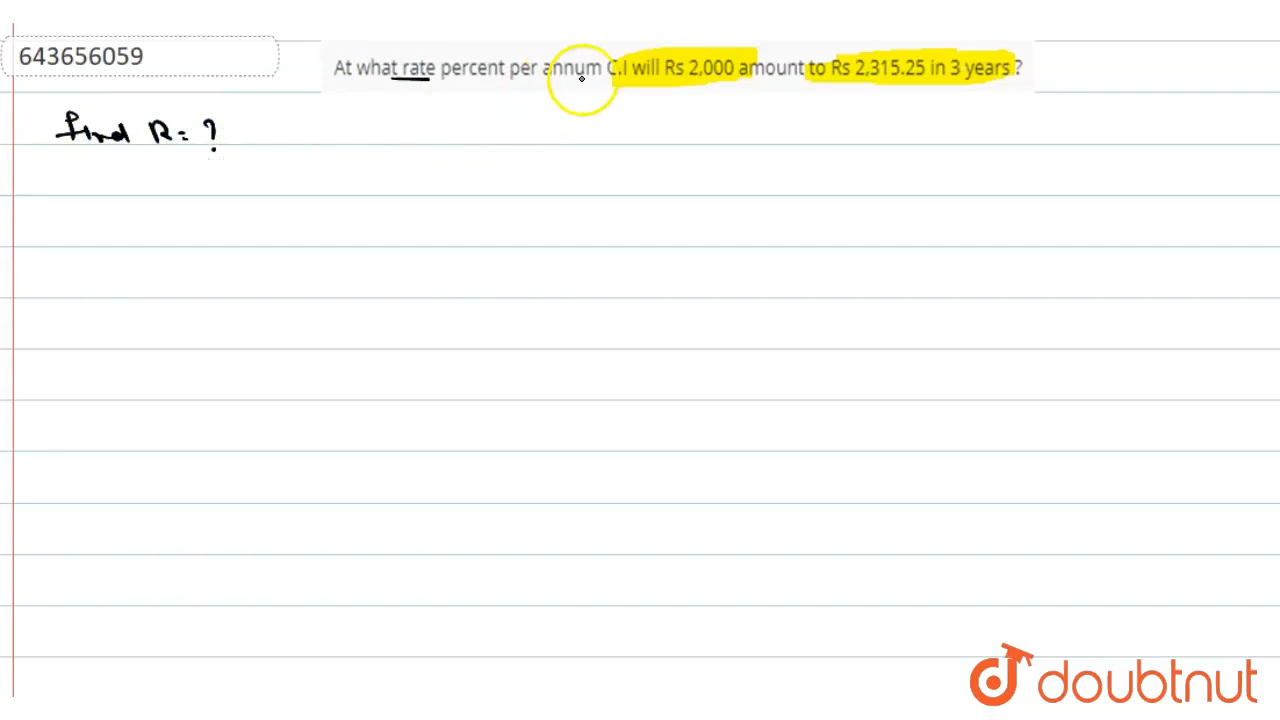 643656059
At what rate percent per annum C.I will Rs 2,000 amount to Rs 2,315.25 in 3 years ?
find R = ?
doubtnut